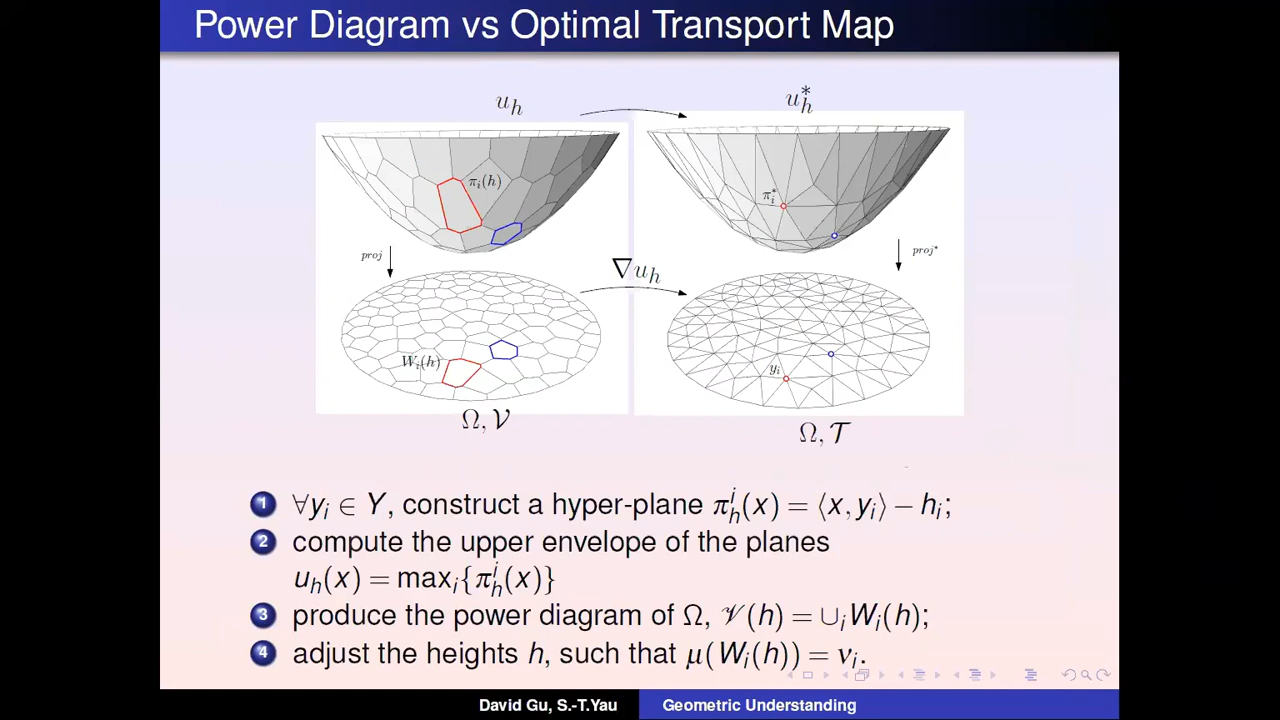 Power Diagram vs Optimal Transport Map
u_h
u_h^*
π_i(h)
π_i^*
proj
proj*
∇u_h
W_i(h)
y_i
Ω, 𝒱
Ω, 𝒯
1 ∀y_i ∈ Y, construct a hyper-plane π_h^i(x) = ⟨x, y_i⟩ − h_i;
2 compute the upper envelope of the planes
u_h(x) = max_i{π_h^i(x)}
3 produce the power diagram of Ω, 𝒱(h) = ∪_i W_i(h);
4 adjust the heights h, such that μ(W_i(h)) = ν_i.
David Gu, S.-T.Yau
Geometric Understanding